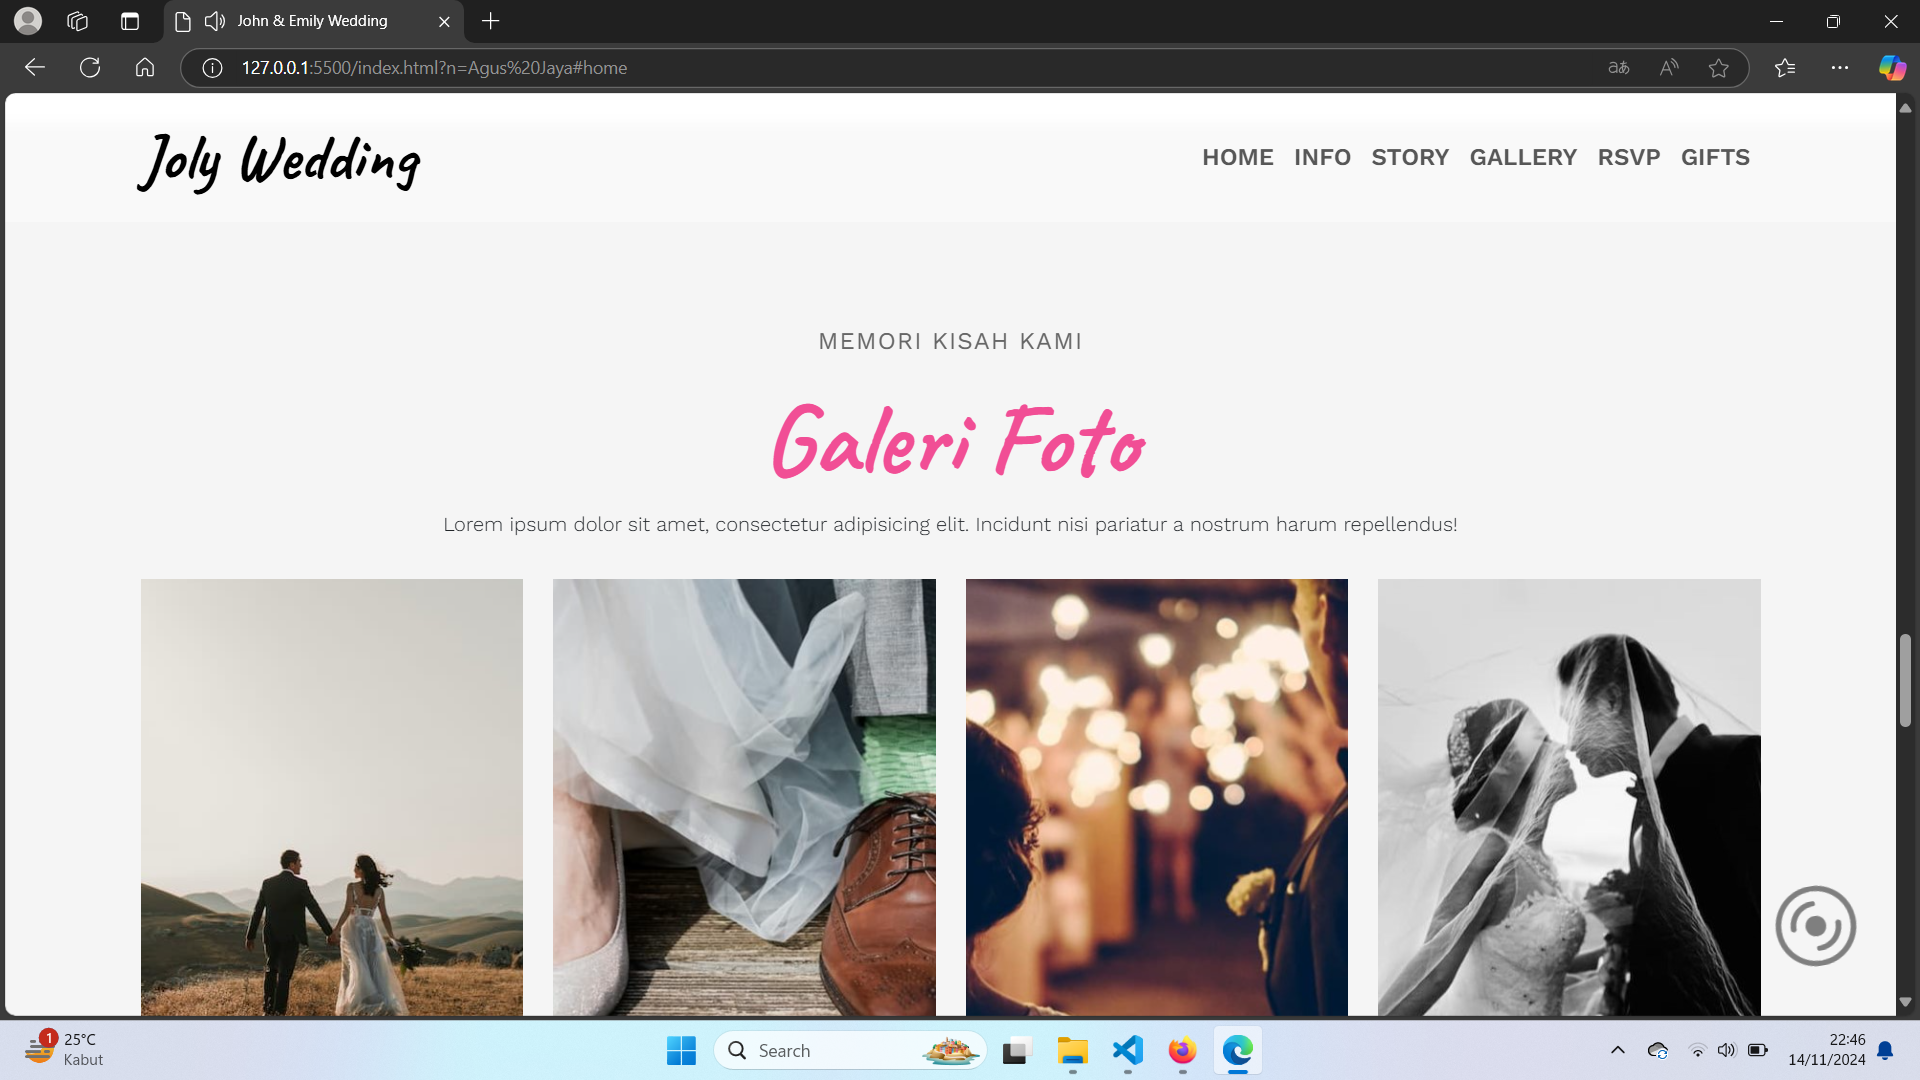 John & Emily Wedding
127.0.0.1:5500/index.html?n=Agus%20Jaya#home
Joly Wedding
HOME INFO STORY GALLERY RSVP GIFTS
MEMORI KISAH KAMI
Galeri Foto
Lorem ipsum dolor sit amet, consectetur adipisicing elit. Incidunt nisi pariatur a nostrum harum repellendus!
1
25°C
Kabut
Search
22:46
14/11/2024